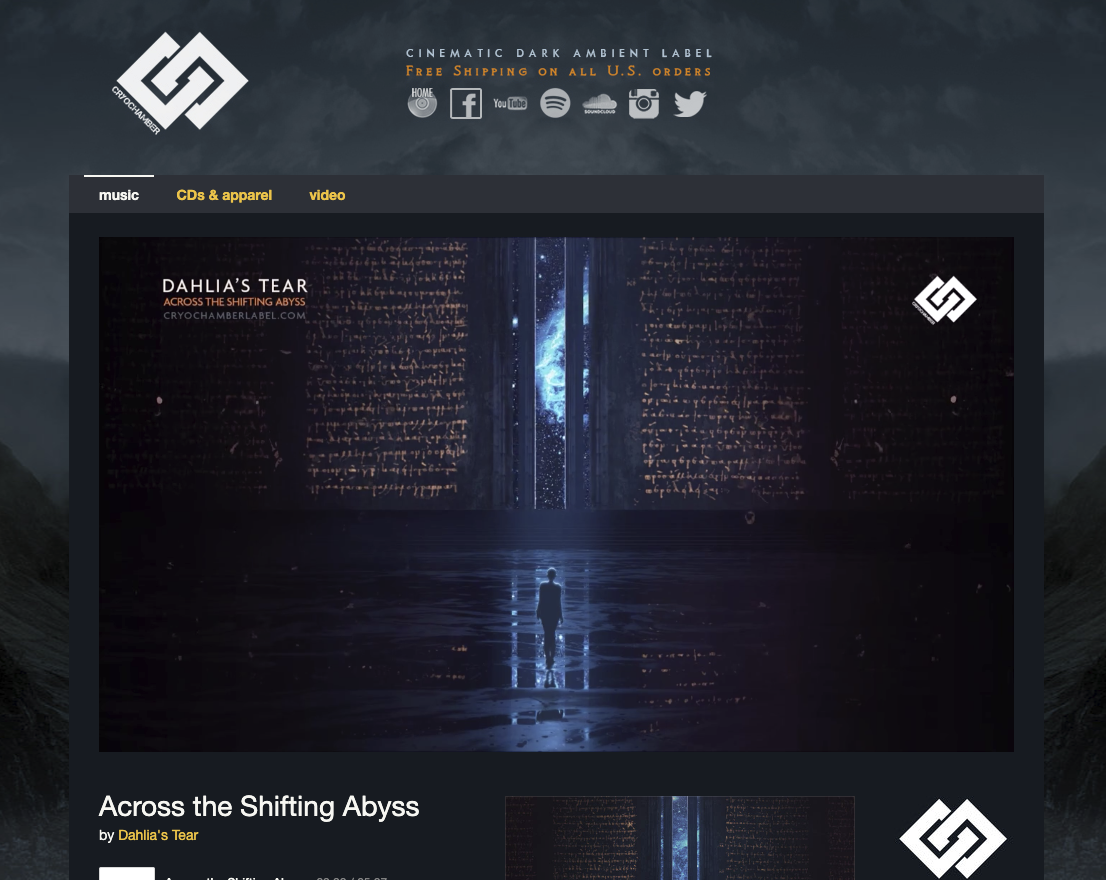 CRYOCHAMBER
CINEMATIC DARK AMBIENT LABEL
FREE SHIPPING ON ALL U.S. ORDERS
HOME
YouTube
SOUNDCLOUD
music
CDs & apparel
video
DAHLIA'S TEAR
ACROSS THE SHIFTING ABYSS
CRYOCHAMBERLABEL.COM
CRYOCHAMBER
Across the Shifting Abyss
by Dahlia's Tear